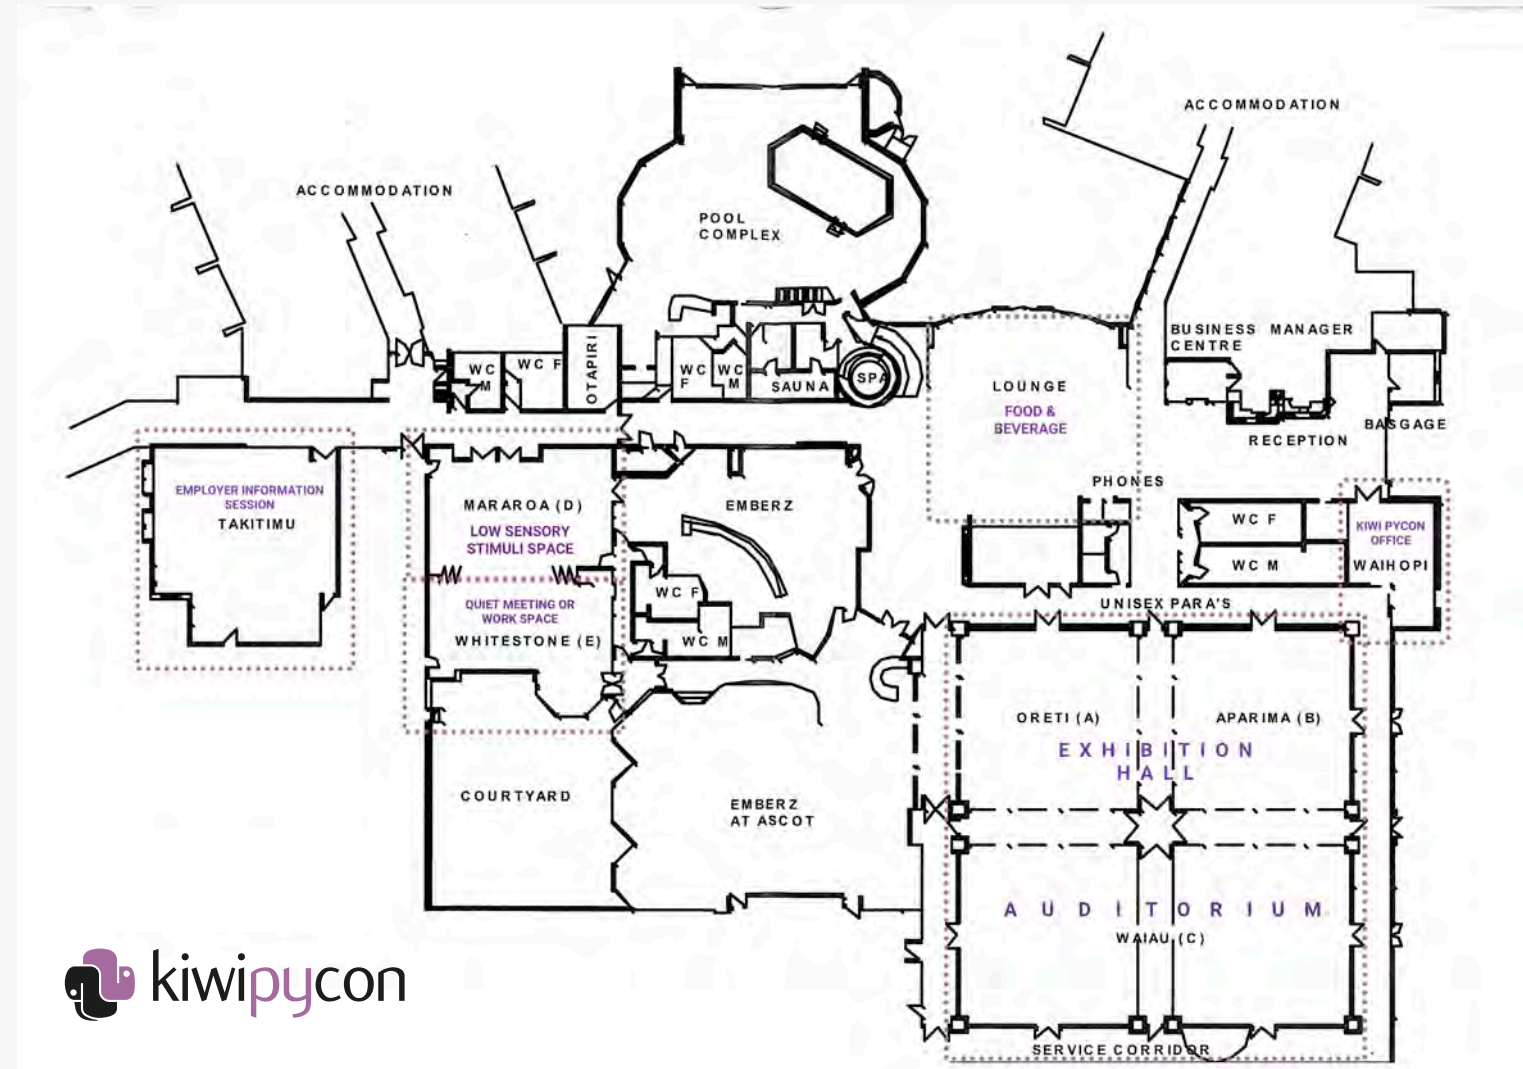 ACCOMMODATION
ACCOMMODATION
POOL
COMPLEX
BUSINESS MANAGER
CENTRE
OTAPIRI
WC
M
WC F
WC
F
WC
M
SAUNA
SPA
LOUNGE
FOOD &
BEVERAGE
BAGGAGE
RECEPTION
PHONES
EMPLOYER INFORMATION
SESSION
TAKITIMU
MARAROA (D)
LOW SENSORY
STIMULI SPACE
EMBERZ
WC F
WC M
KIWI PYCON
OFFICE
WAIHOPI
QUIET MEETING OR
WORK SPACE
WHITESTONE (E)
WC F
WC M
UNISEX PARA'S
ORETI (A)
APARIMA (B)
EXHIBITION
HALL
COURTYARD
EMBERZ
AT ASCOT
AUDITORIUM
WAIAU (C)
SERVICE CORRIDOR
kiwipycon